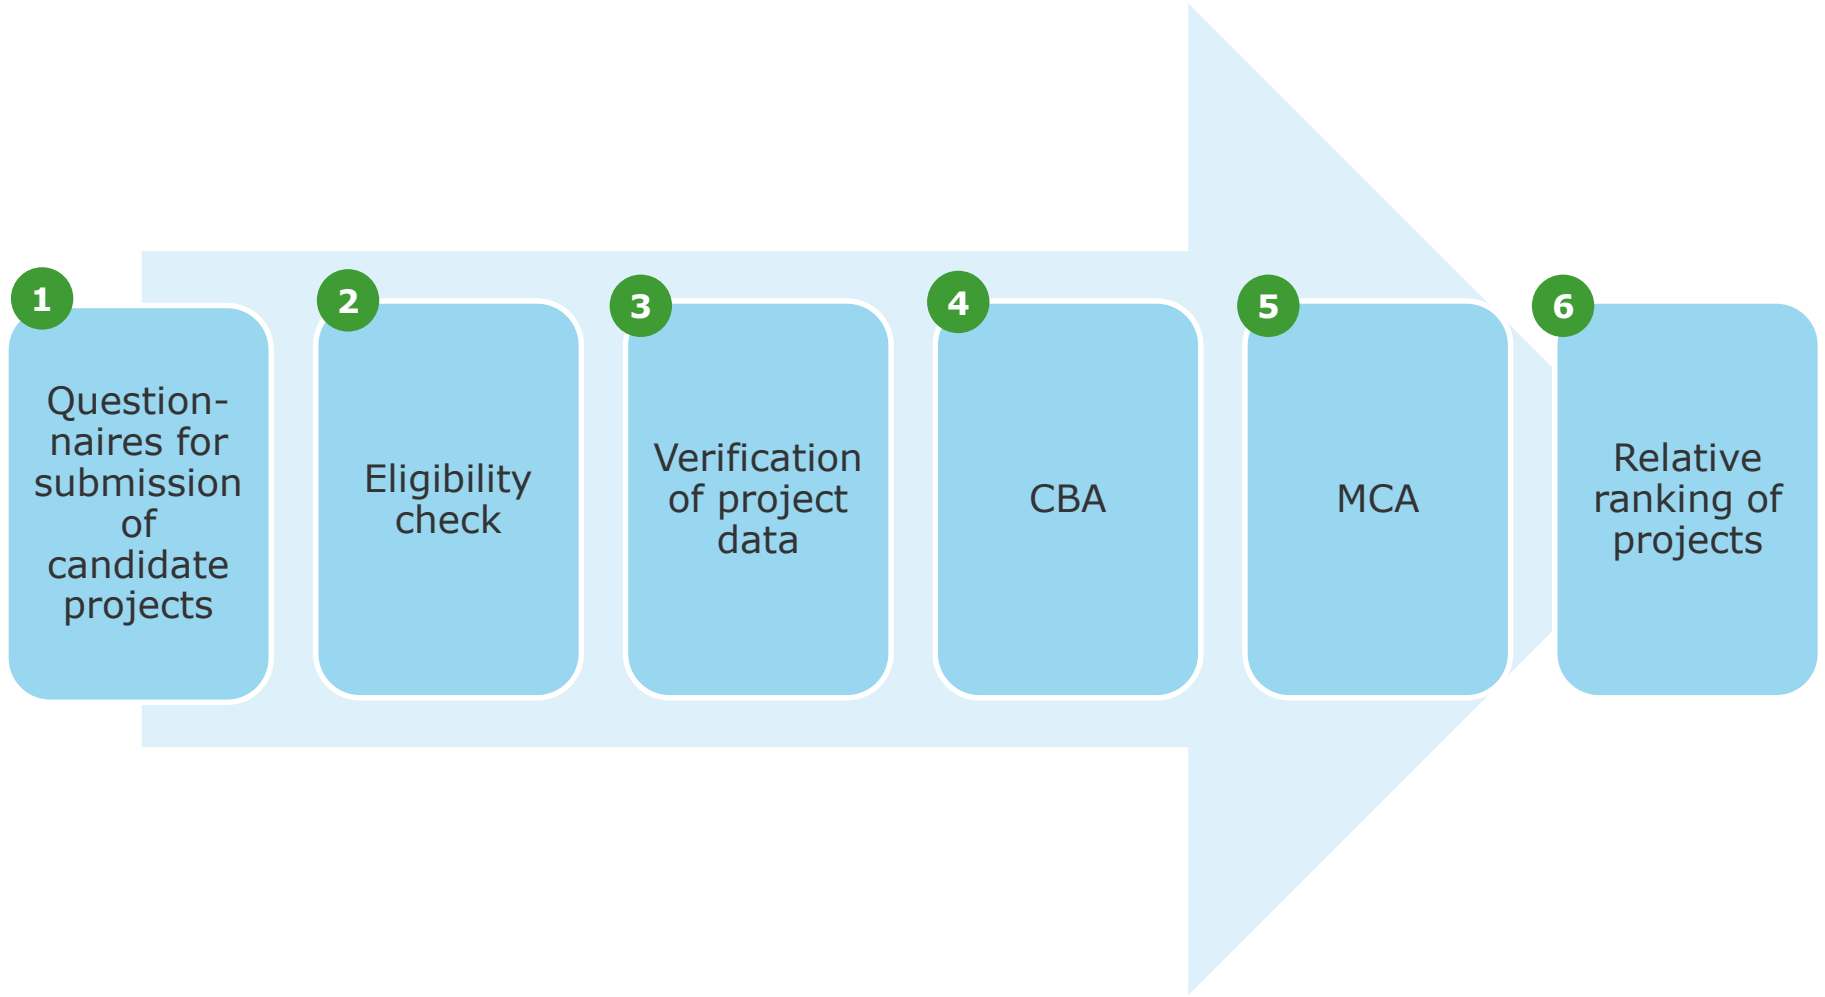 1
Question-
naires for
submission
of
candidate
projects
2
Eligibility
check
3
Verification
of project
data
4
CBA
5
MCA
6
Relative
ranking of
projects